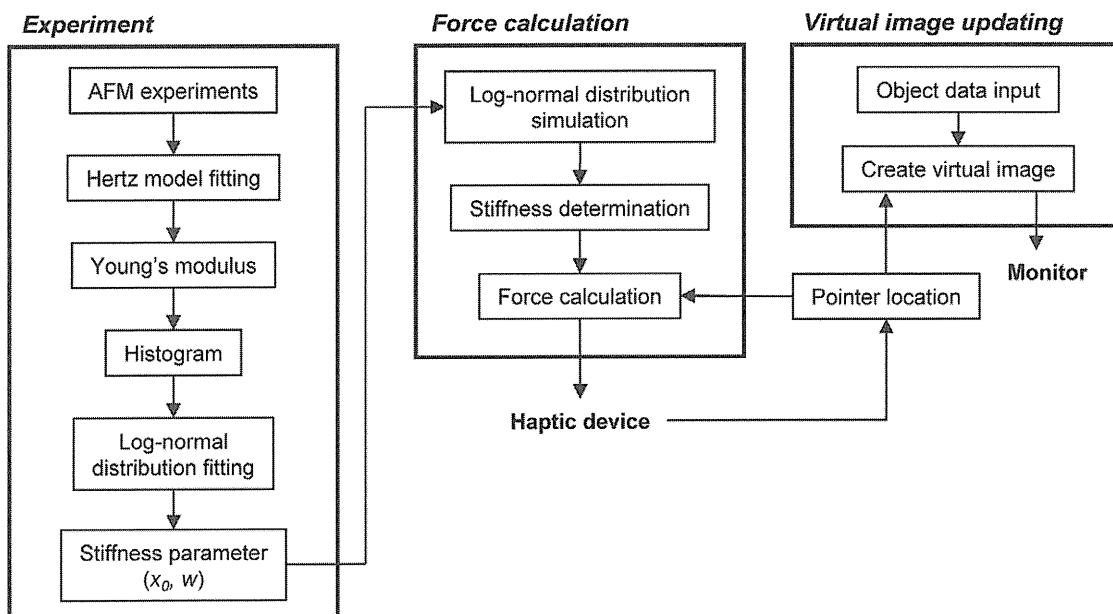 Experiment
AFM experiments
Hertz model fitting
Young's modulus
Histogram
Log-normal
distribution fitting
Stiffness parameter
(x0, w)
Force calculation
Log-normal distribution
simulation
Stiffness determination
Force calculation
Haptic device
Virtual image updating
Object data input
Create virtual image
Monitor
Pointer location